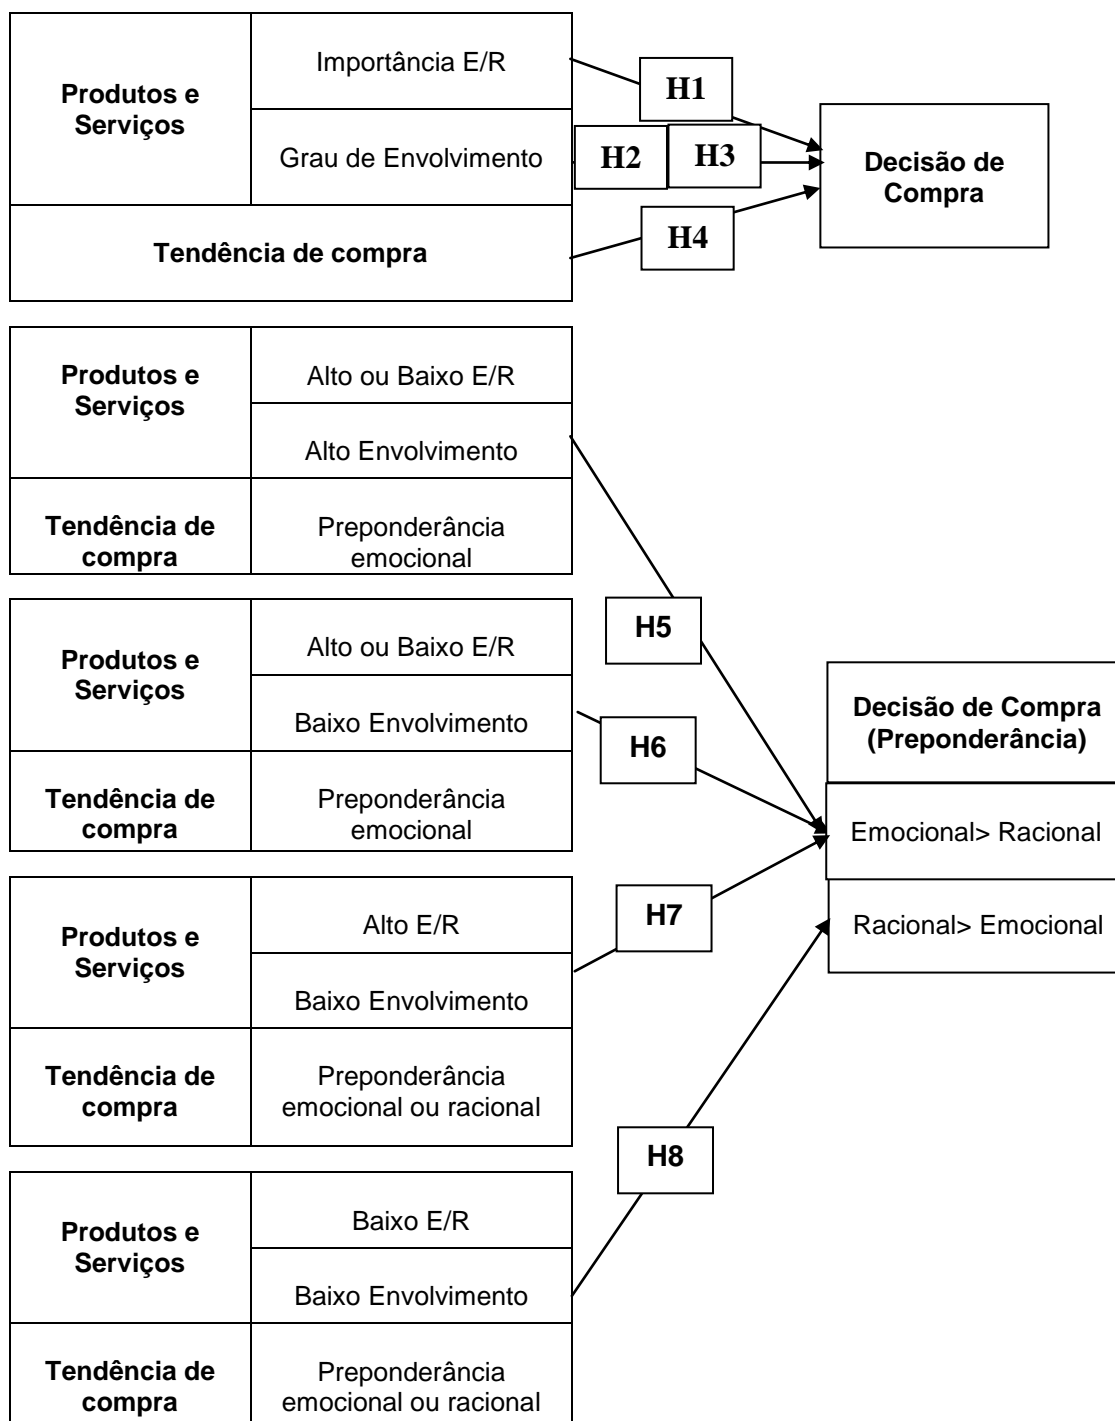 Produtos e
Serviços
Importância E/R
Grau de Envolvimento
Tendência de compra
H1
H2
H3
H4
Decisão de
Compra
Produtos e
Serviços
Alto ou Baixo E/R
Alto Envolvimento
Tendência de
compra
Preponderância
emocional
Produtos e
Serviços
Alto ou Baixo E/R
Baixo Envolvimento
Tendência de
compra
Preponderância
emocional
Produtos e
Serviços
Alto E/R
Baixo Envolvimento
Tendência de
compra
Preponderância
emocional ou racional
Produtos e
Serviços
Baixo E/R
Baixo Envolvimento
Tendência de
compra
Preponderância
emocional ou racional
H5
H6
H7
H8
Decisão de Compra
(Preponderância)
Emocional> Racional
Racional> Emocional